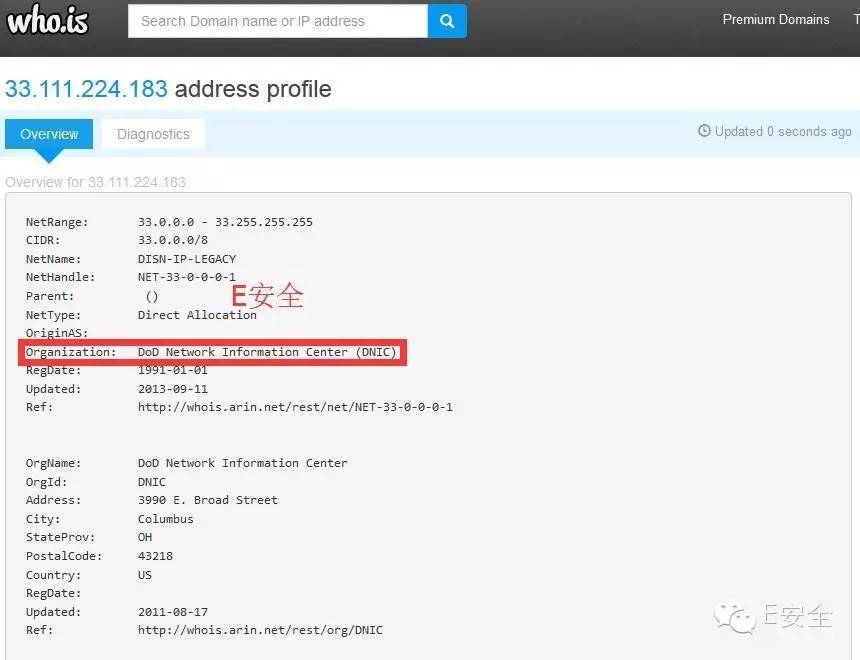 who.is
Search Domain name or IP address
Premium Domains
33.111.224.183 address profile
Overview
Diagnostics
Updated 0 seconds ago
Overview for 33.111.224.183
NetRange: 33.0.0.0 - 33.255.255.255
CIDR: 33.0.0.0/8
NetName: DISN-IP-LEGACY
NetHandle: NET-33-0-0-0-1
Parent: ()
E安全
NetType: Direct Allocation
OriginAS:
Organization: DoD Network Information Center (DNIC)
RegDate: 1991-01-01
Updated: 2013-09-11
Ref: http://whois.arin.net/rest/net/NET-33-0-0-0-1
OrgName: DoD Network Information Center
OrgId: DNIC
Address: 3990 E. Broad Street
City: Columbus
StateProv: OH
PostalCode: 43218
Country: US
RegDate:
Updated: 2011-08-17
Ref: http://whois.arin.net/rest/org/DNIC
E安全